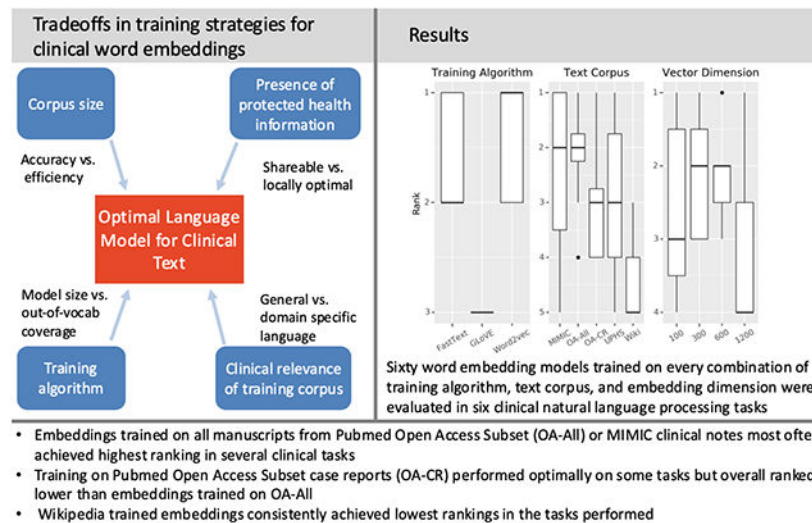 Tradeoffs in training strategies for
clinical word embeddings
Corpus size
Presence of
protected health
information
Accuracy vs.
efficiency
Shareable vs.
locally optimal
Optimal Language
Model for Clinical
Text
Model size vs.
out-of-vocab
coverage
General vs.
domain specific
language
Training
algorithm
Clinical relevance
of training corpus
Results
Training Algorithm
Text Corpus
Vector Dimension
Rank
1
2
3
FastText
GLoVE
Word2vec
1
2
3
4
5
MIMIC
OA-All
OA-CR
UPHS
Wiki
1
2
3
4
100
300
600
1200
Sixty word embedding models trained on every combination of
training algorithm, text corpus, and embedding dimension were
evaluated in six clinical natural language processing tasks
• Embeddings trained on all manuscripts from Pubmed Open Access Subset (OA-All) or MIMIC clinical notes most ofte
achieved highest ranking in several clinical tasks
• Training on Pubmed Open Access Subset case reports (OA-CR) performed optimally on some tasks but overall ranked
lower than embeddings trained on OA-All
• Wikipedia trained embeddings consistently achieved lowest rankings in the tasks performed